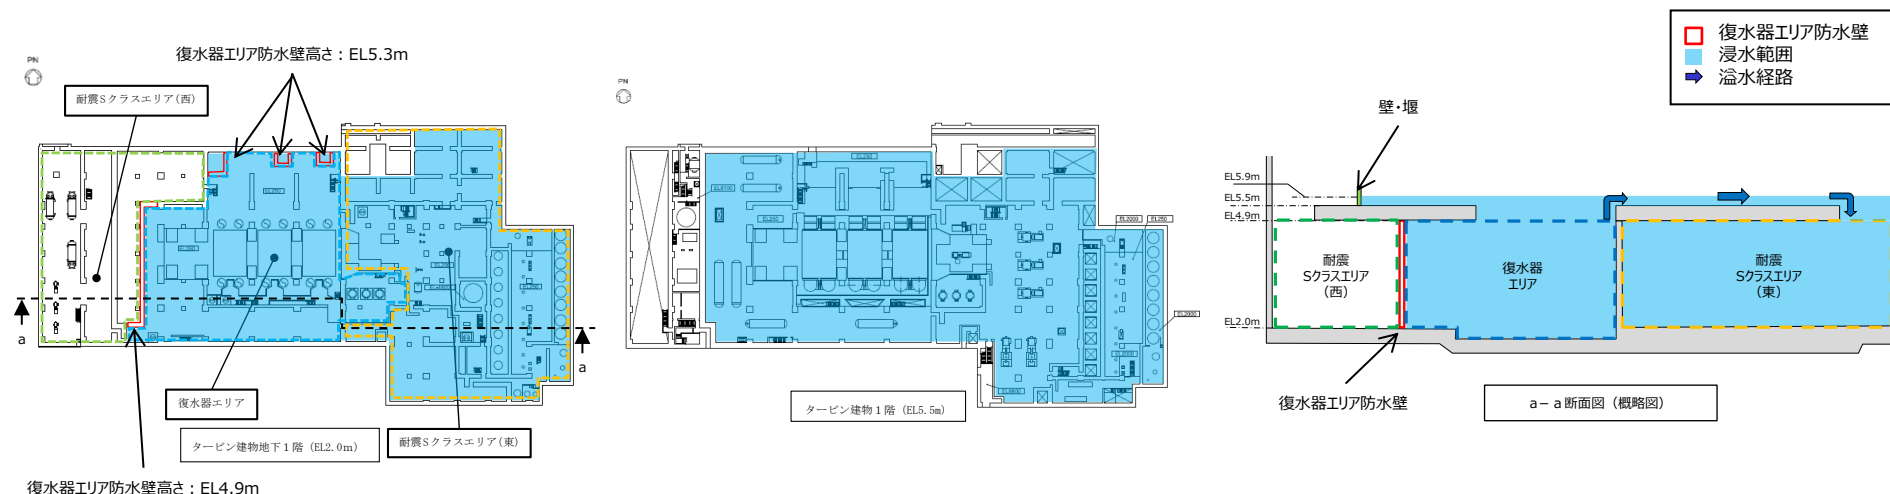 復水器エリア防水壁高さ：EL5.3m
PN
耐震Sクラスエリア(西)
EL250
EL250
a
a
復水器エリア
タービン建物地下1階 (EL2.0m)
耐震Sクラスエリア(東)
復水器エリア防水壁高さ：EL4.9m
PN
EL250
EL250
EL2000
EL250
EL2000
タービン建物1階 (EL5.5m)
復水器エリア防水壁
浸水範囲
溢水経路
壁・堰
EL5.9m
EL5.5m
EL4.9m
耐震
Sクラスエリア
(西)
復水器
エリア
耐震
Sクラスエリア
(東)
EL2.0m
復水器エリア防水壁
a－a断面図（概略図）